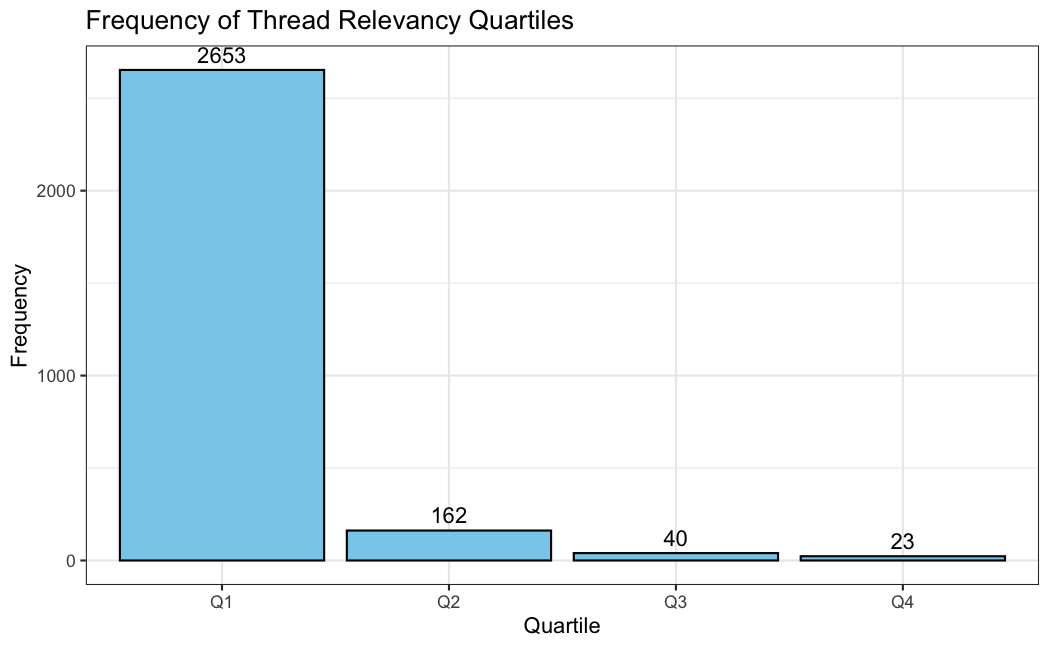 Frequency of Thread Relevancy Quartiles
2653
2000
Frequency
1000
162
40
23
0
Q1 Q2 Q3 Q4
Quartile